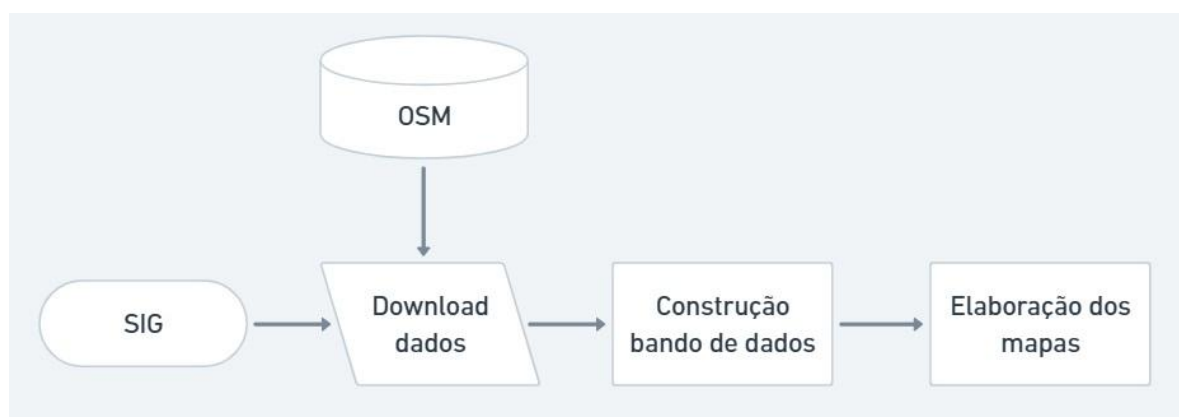 OSM
SIG
Download
dados
Construção
bando de dados
Elaboração dos
mapas